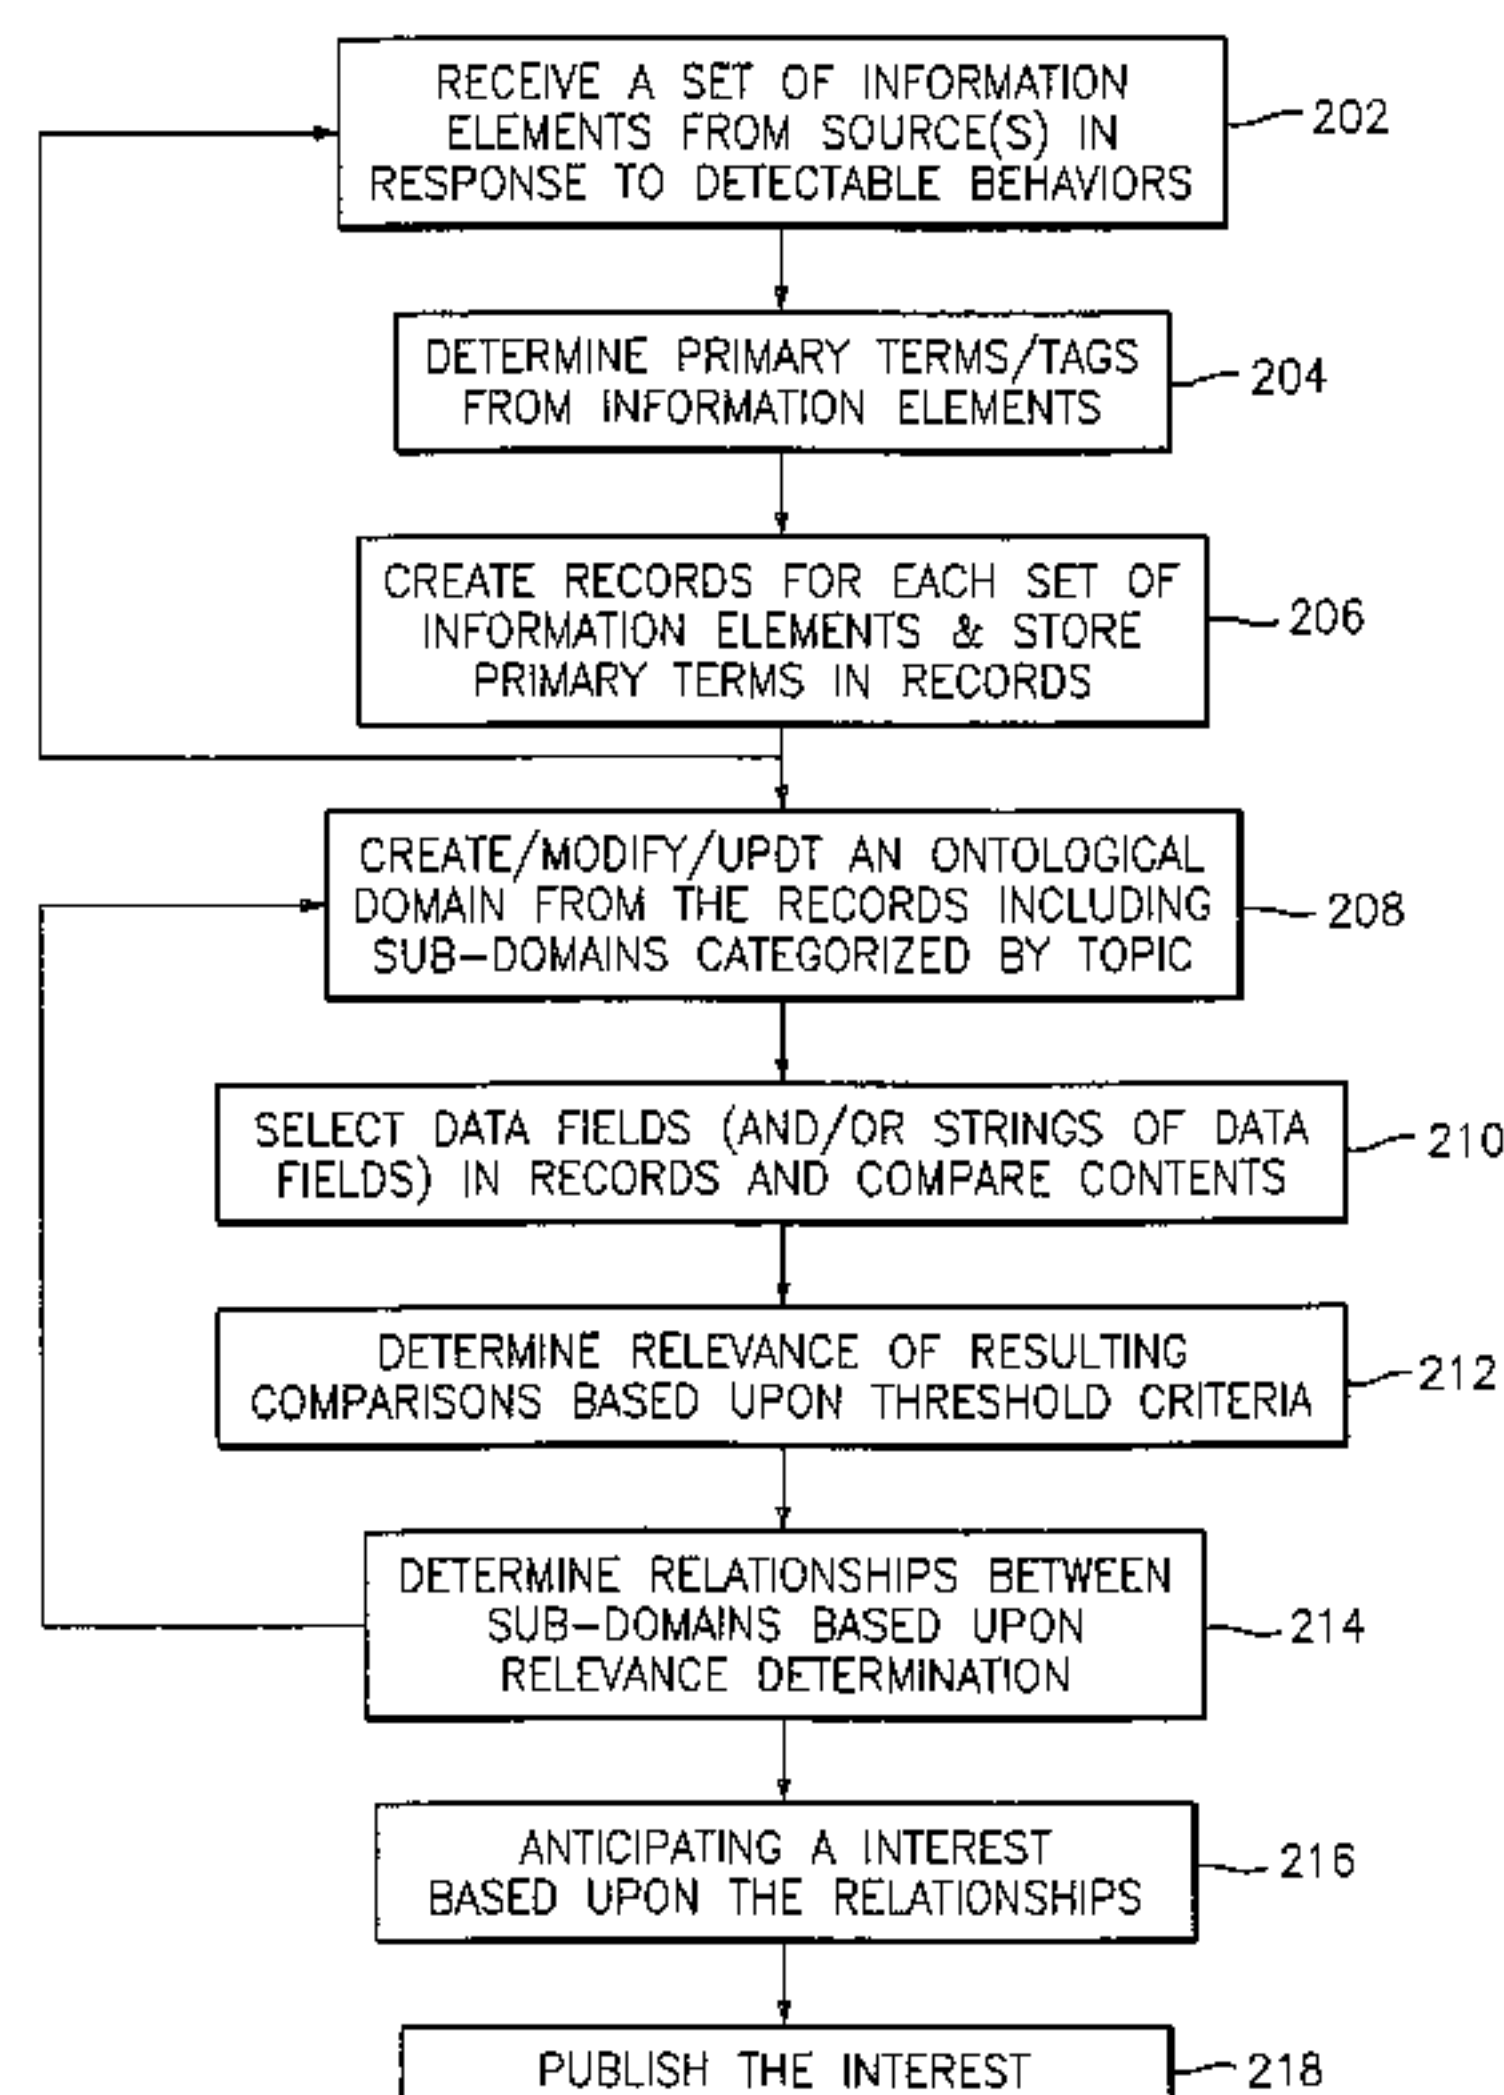 RECEIVE A SET OF INFORMATION
ELEMENTS FROM SOURCE(S) IN
RESPONSE TO DETECTABLE BEHAVIORS
202
DETERMINE PRIMARY TERMS/TAGS
FROM INFORMATION ELEMENTS
204
CREATE RECORDS FOR EACH SET OF
INFORMATION ELEMENTS & STORE
PRIMARY TERMS IN RECORDS
206
CREATE/MODIFY/UPDT AN ONTOLOGICAL
DOMAIN FROM THE RECORDS INCLUDING
SUB-DOMAINS CATEGORIZED BY TOPIC
208
SELECT DATA FIELDS (AND/OR STRINGS OF DATA
FIELDS) IN RECORDS AND COMPARE CONTENTS
210
DETERMINE RELEVANCE OF RESULTING
COMPARISONS BASED UPON THRESHOLD CRITERIA
212
DETERMINE RELATIONSHIPS BETWEEN
SUB-DOMAINS BASED UPON
RELEVANCE DETERMINATION
214
ANTICIPATING A INTEREST
BASED UPON THE RELATIONSHIPS
216
PUBLISH THE INTEREST
218